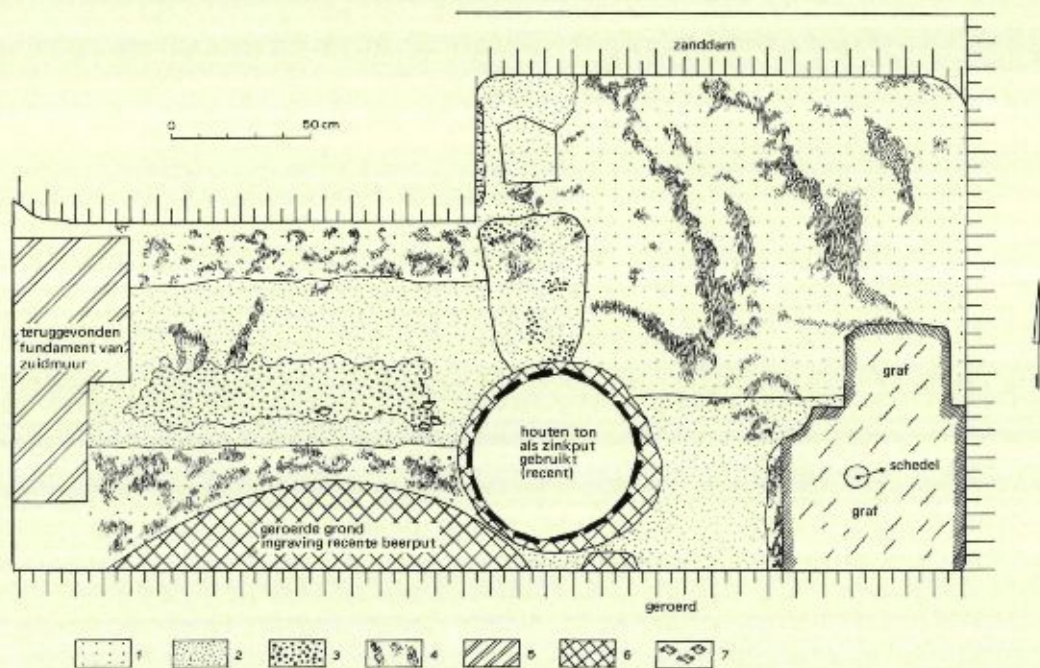 zanddam
0 50 cm
teruggevonden
fundament van
zuidmuur
graf
houten ton
als zinkput
gebruikt
(recent)
schedel
graf
geroerde grond
ingraving recente beerput
geroerd
1 2 3 4 5 6 7